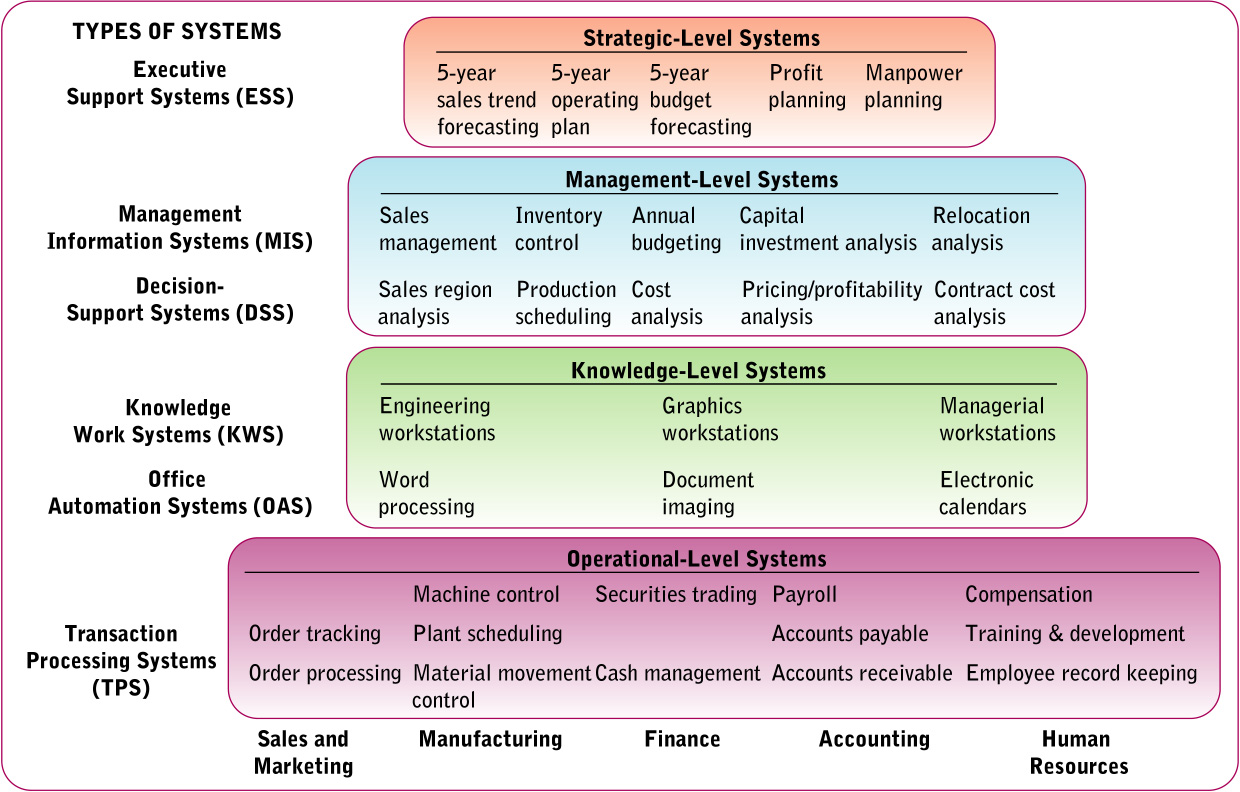 TYPES OF SYSTEMS
Executive
Support Systems (ESS)
Strategic-Level Systems
5-year sales trend forecasting
5-year operating plan
5-year budget forecasting
Profit planning
Manpower planning
Management
Information Systems (MIS)
Decision-
Support Systems (DSS)
Management-Level Systems
Sales management
Inventory control
Annual budgeting
Capital investment analysis
Relocation analysis
Sales region analysis
Production scheduling
Cost analysis
Pricing/profitability analysis
Contract cost analysis
Knowledge
Work Systems (KWS)
Office
Automation Systems (OAS)
Knowledge-Level Systems
Engineering workstations
Graphics workstations
Managerial workstations
Word processing
Document imaging
Electronic calendars
Transaction
Processing Systems
(TPS)
Operational-Level Systems
Machine control Securities trading Payroll Compensation
Order tracking Plant scheduling Accounts payable Training & development
Order processing Material movement control Cash management Accounts receivable Employee record keeping
Sales and Marketing
Manufacturing
Finance
Accounting
Human Resources